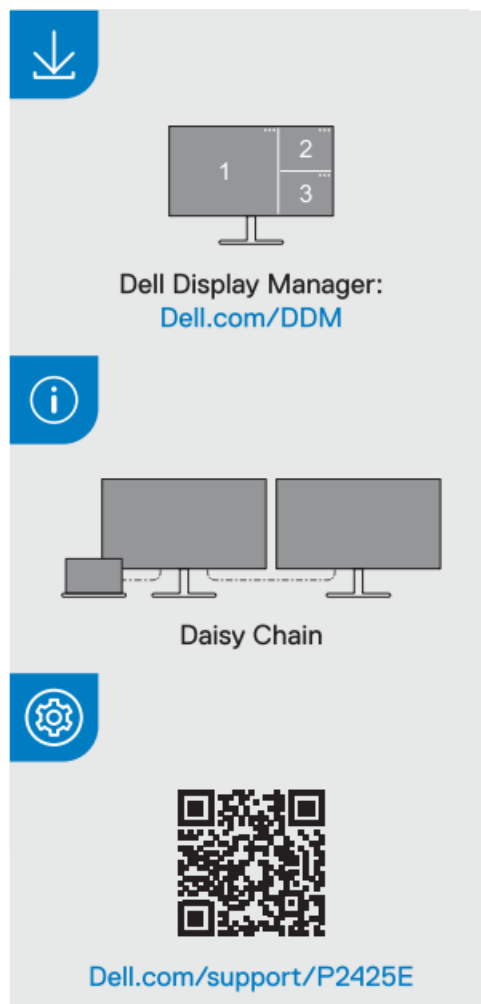 1
2
3
Dell Display Manager:
Dell.com/DDM
Daisy Chain
Dell.com/support/P2425E